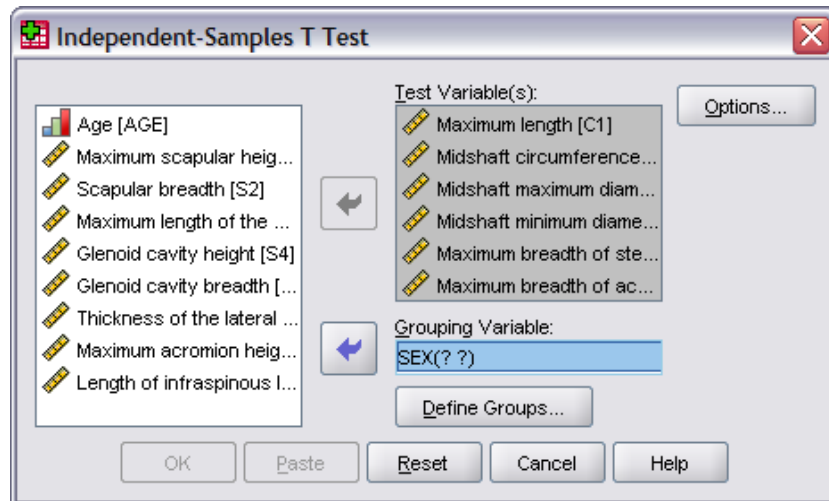 Independent-Samples T Test
Age [AGE]
Maximum scapular heig...
Scapular breadth [S2]
Maximum length of the ...
Glenoid cavity height [S4]
Glenoid cavity breadth [...
Thickness of the lateral ...
Maximum acromion heig...
Length of infraspinous l...
Test Variable(s):
Maximum length [C1]
Midshaft circumference...
Midshaft maximum diam...
Midshaft minimum diame...
Maximum breadth of ste...
Maximum breadth of ac...
Grouping Variable:
SEX(? ?)
Define Groups...
Options...
OK
Paste
Reset
Cancel
Help